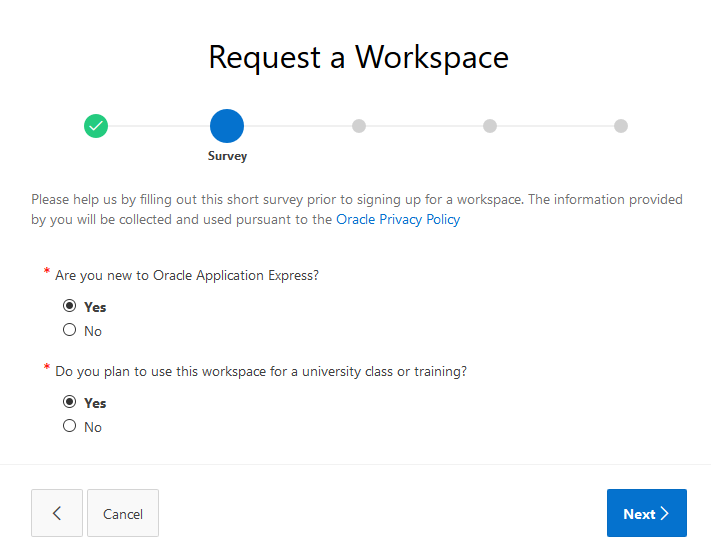 Request a Workspace
Survey
Please help us by filling out this short survey prior to signing up for a workspace. The information provided
by you will be collected and used pursuant to the Oracle Privacy Policy
* Are you new to Oracle Application Express?
Yes
No
* Do you plan to use this workspace for a university class or training?
Yes
No
Cancel
Next